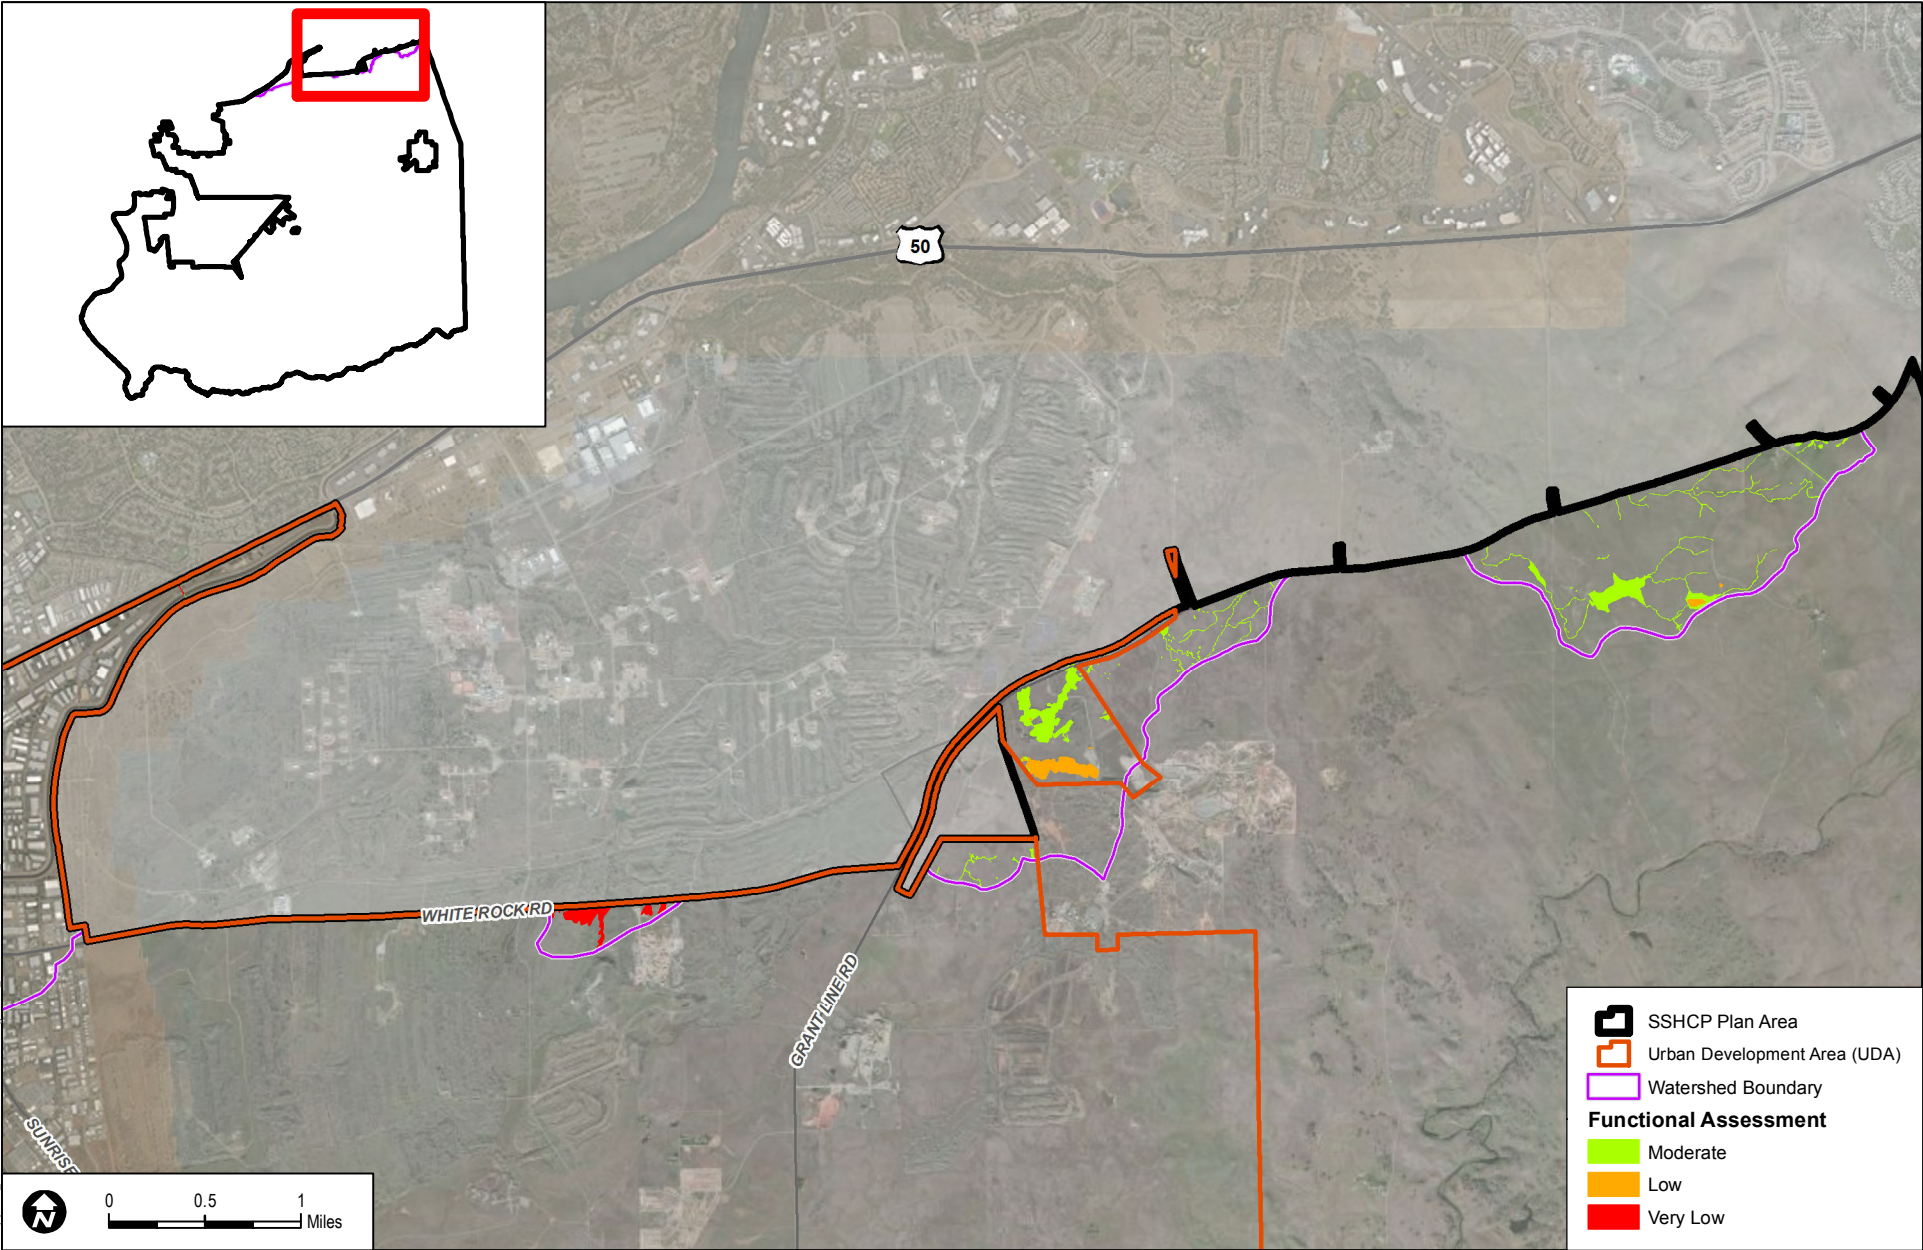 50
WHITE ROCK RD
GRANT LINE RD
SUNRISE
N
0 0.5 1
Miles
SSHCP Plan Area
Urban Development Area (UDA)
Watershed Boundary
Functional Assessment
Moderate
Low
Very Low